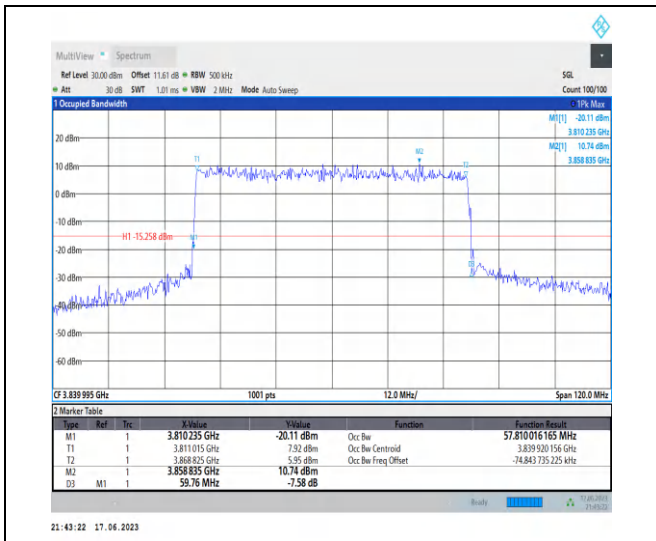 MultiView Spectrum
Ref Level 30.00 dBm Offset 11.61 dB RBW 500 kHz SGL
Att 30 dB SWT 1.01 ms VBW 2 MHz Mode Auto Sweep Count 100/100
1 Occupied Bandwidth 1Pk Max
M1[1] -20.11 dBm
3.810 235 GHz
M2[1] 10.74 dBm
3.858 835 GHz
20 dBm
M2
T1
T2
10 dBm
0 dBm
-10 dBm
H1 -15.258 dBm
M1
-20 dBm
D3
-30 dBm
-40 dBm
-50 dBm
-60 dBm
CF 3.839 995 GHz 1001 pts 12.0 MHz/ Span 120.0 MHz
2 Marker Table
Type Ref Trc X-Value Y-Value Function Function Result
M1 1 3.810 235 GHz -20.11 dBm Occ Bw 57.810 016 165 MHz
T1 1 3.811 015 GHz 7.92 dBm Occ Bw Centroid 3.839 920 156 GHz
T2 1 3.868 825 GHz 5.95 dBm Occ Bw Freq Offset -74.843 735 225 kHz
M2 1 3.858 835 GHz 10.74 dBm
D3 M1 1 59.76 MHz -7.58 dB
Ready
21:43:22 17.06.2023